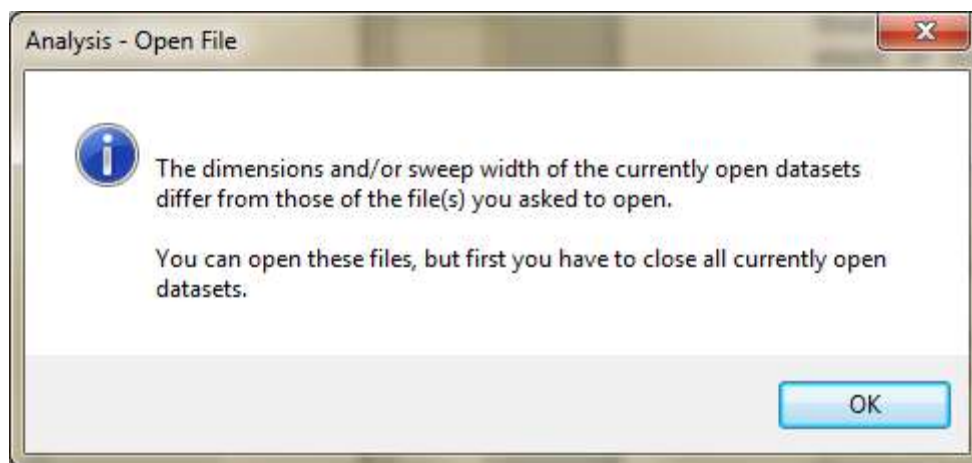 Analysis - Open File
The dimensions and/or sweep width of the currently open datasets
differ from those of the file(s) you asked to open.
You can open these files, but first you have to close all currently open
datasets.
OK